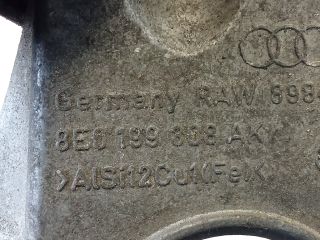 Germany RAW 898
8E0 199 308 AK
>AlSi12Cu1(Fe)<